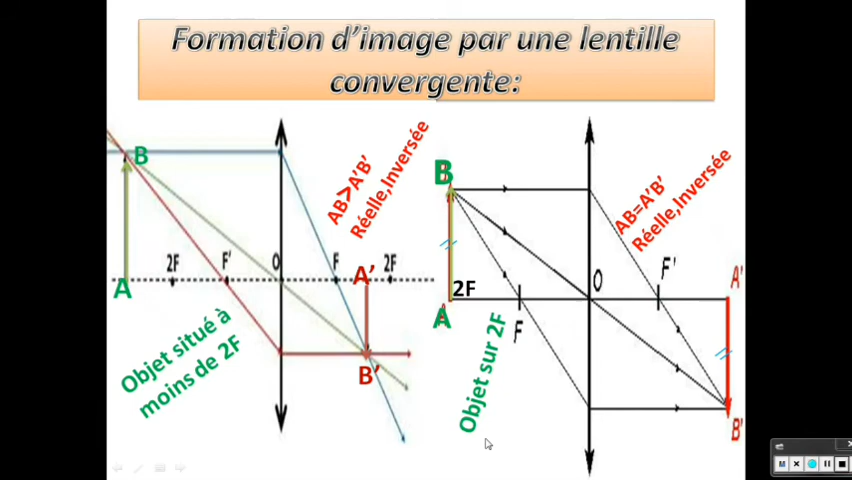 Formation d’image par une lentille
convergente:
B
AB>A’B’
Réelle,Inversée
2F
F'
O
F
A’
2F
A
B’
Objet situé à
moins de 2F
B
AB=A’B’
Réelle,Inversée
O
F'
A'
2F
A
F
B'
Objet sur 2F
M